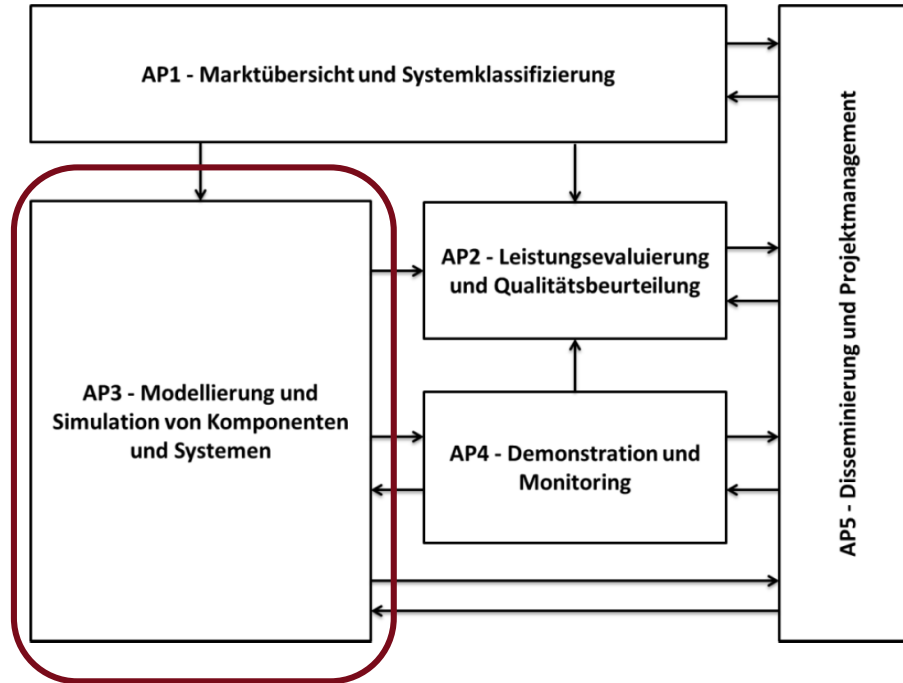 AP1 - Marktübersicht und Systemklassifizierung
AP2 - Leistungsevaluierung
und Qualitätsbeurteilung
AP3 - Modellierung und
Simulation von Komponenten
und Systemen
AP4 - Demonstration und
Monitoring
AP5 - Disseminierung und Projektmanagement